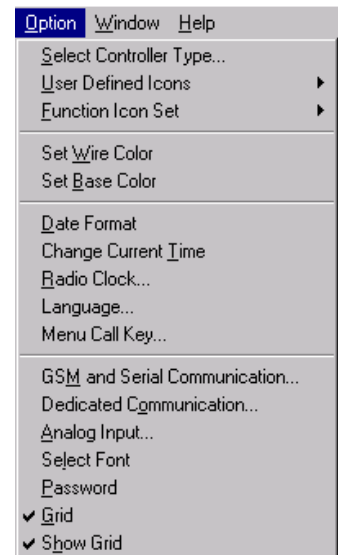 Option Window Help
Select Controller Type...
User Defined Icons
Function Icon Set
Set Wire Color
Set Base Color
Date Format
Change Current Time
Radio Clock...
Language...
Menu Call Key...
GSM and Serial Communication...
Dedicated Communication...
Analog Input...
Select Font
Password
Grid
Show Grid